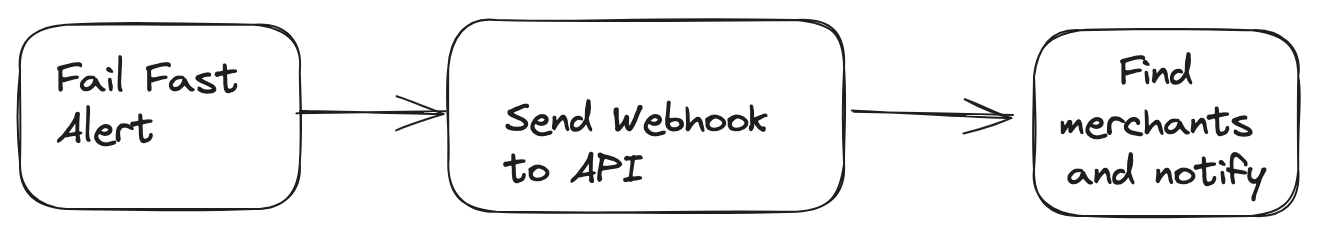 Fail Fast
Alert
Send Webhook
to API
Find
merchants
and notify